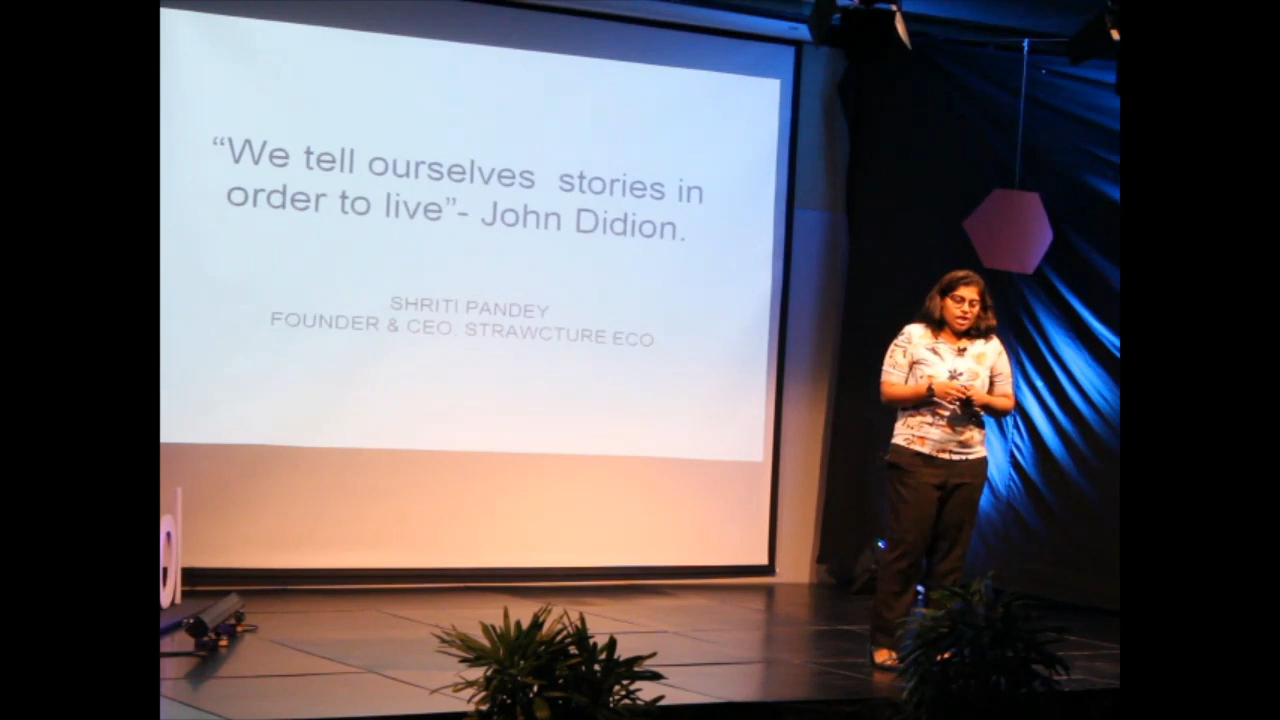 “We tell ourselves  stories in
order to live”- John Didion.
SHRITI PANDEY
FOUNDER & CEO. STRAWCTURE ECO